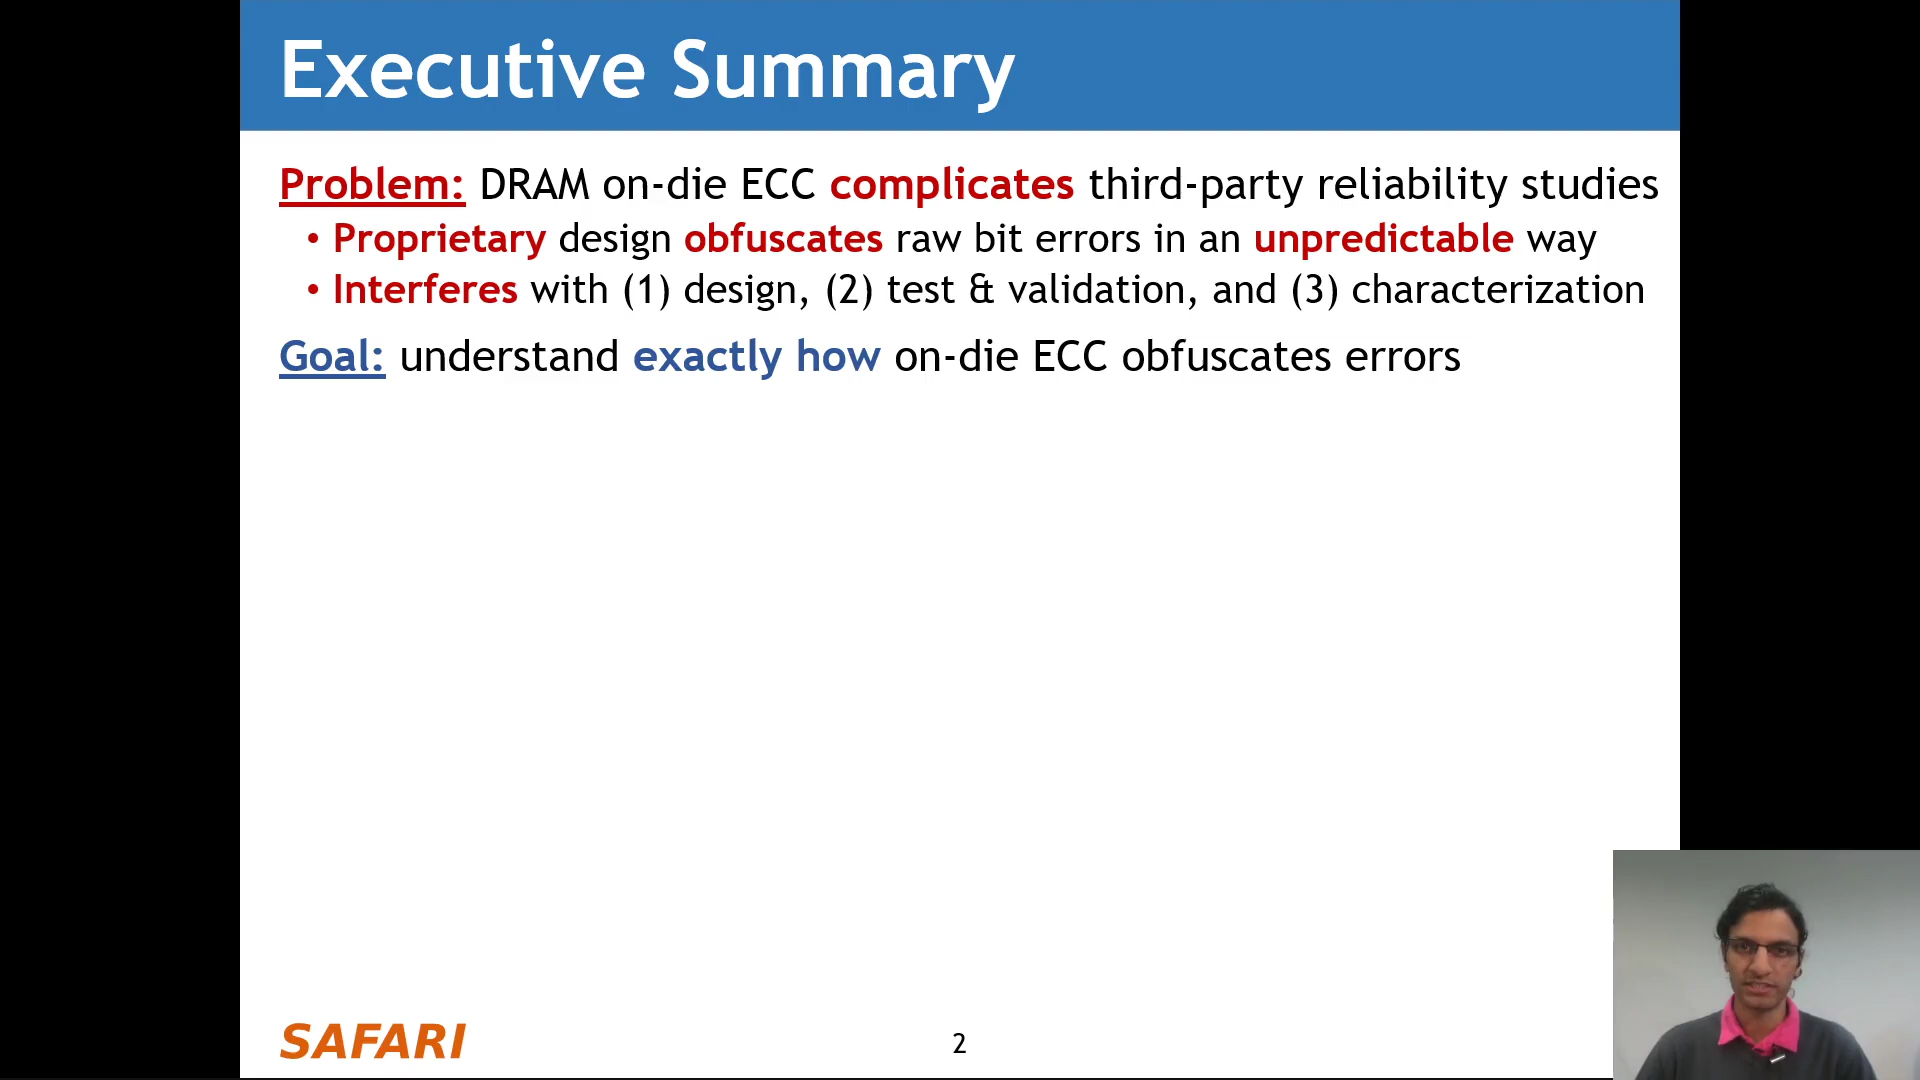 Executive Summary
Problem: DRAM on-die ECC complicates third-party reliability studies
• Proprietary design obfuscates raw bit errors in an unpredictable way
• Interferes with (1) design, (2) test & validation, and (3) characterization
Goal: understand exactly how on-die ECC obfuscates errors
SAFARI
2